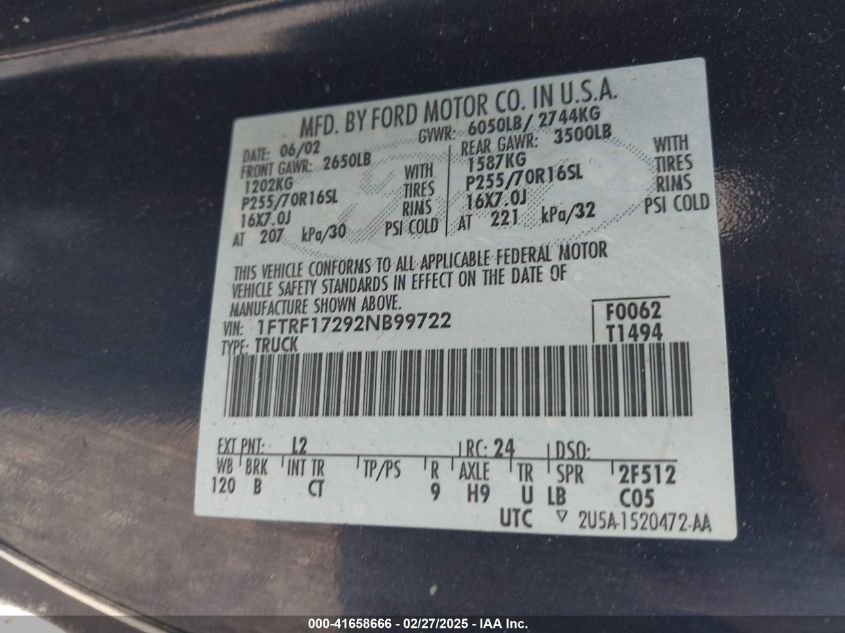 MFD. BY FORD MOTOR CO. IN U.S.A.
DATE: 06/02 GVWR: 6050LB/ 2744KG
FRONT GAWR: 2650LB REAR GAWR: 3500LB
1202KG WITH 1587KG WITH
P255/70R16SL TIRES P255/70R16SL TIRES
16X7.0J RIMS 16X7.0J RIMS
AT 207 kPa/30 PSI COLD AT 221 kPa/32 PSI COLD
THIS VEHICLE CONFORMS TO ALL APPLICABLE FEDERAL MOTOR
VEHICLE SAFETY STANDARDS IN EFFECT ON THE DATE OF
MANUFACTURE SHOWN ABOVE.
VIN: 1FTRF17292NB99722 F0062
TYPE: TRUCK T1494
EXT PNT: L2 RC: 24 DSO:
WB BRK INT TR TP/PS R AXLE TR SPR 2F512
120 B CT 9 H9 U LB C05
UTC ▽ 2U5A-1520472-AA
000-41658666 - 02/27/2025 - IAA Inc.